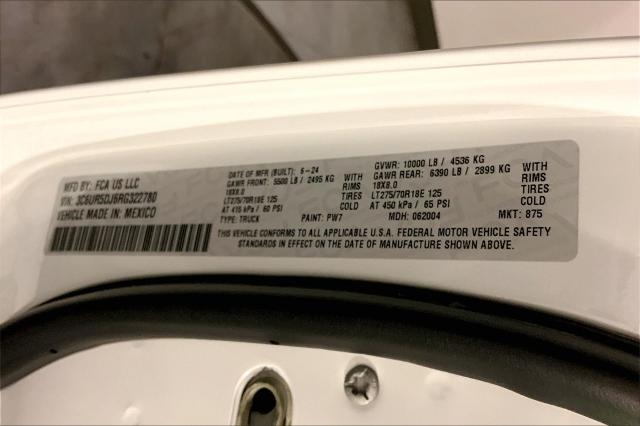 MFD BY: FCA US LLC
VIN: 3C6UR5DJ6RG322780
VEHICLE MADE IN: MEXICO
DATE OF MFR (BUILT): 6-24
GAWR FRONT: 5500 LB / 2495 KG WITH
18X8.0 RIMS
LT275/70R18E 125 TIRES
AT 415 kPa / 60 PSI COLD
TYPE: TRUCK PAINT: PW7
GVWR: 10000 LB / 4536 KG
GAWR REAR: 6390 LB / 2899 KG WITH
18X8.0 RIMS
LT275/70R18E 125 TIRES
AT 450 kPa / 65 PSI COLD
MDH: 062004 MKT: 875
THIS VEHICLE CONFORMS TO ALL APPLICABLE U.S.A. FEDERAL MOTOR VEHICLE SAFETY
STANDARDS IN EFFECT ON THE DATE OF MANUFACTURE SHOWN ABOVE.